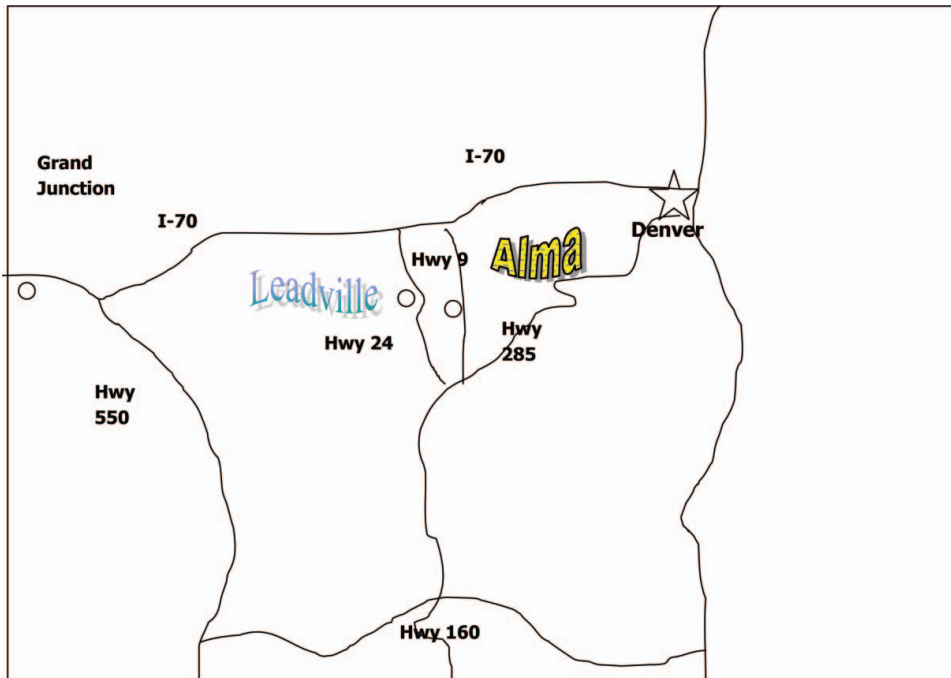 I-70
Grand
Junction
I-70
Denver
Alma
Hwy 9
Leadville
Hwy 24
Hwy
285
Hwy
550
Hwy 160